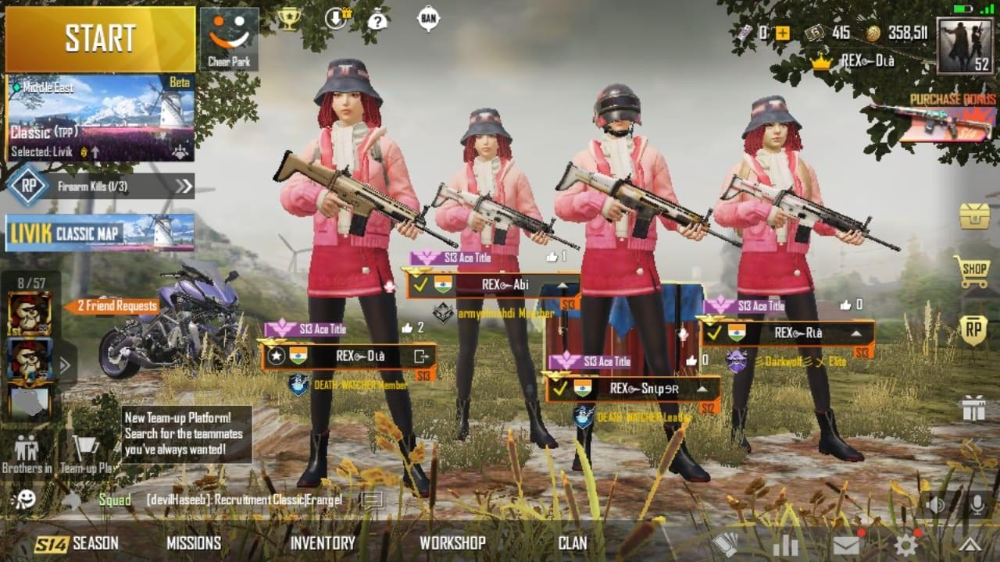 START
Cheer Park
BAN
0
415
358,511
REX DLà
52
Middle East
Beta
Classic (TPP)
Selected: Livik
PURCHASE BONUS
S14
RP
Firearm Kills (1/3)
LIVIK CLASSIC MAP
8/57
2 Friend Requests
S13 Ace Title
1
REX Abi
S13
armyofmahdi Member
S13 Ace Title
2
REX DLà
S13
DEATH WATCHER Member
S13 Ace Title
0
REX SnıpɘR
S12
DEATH WATCHER Leader
S13 Ace Title
0
REX RLà
S13
Darkwolf Elite
SHOP
RP
New Team-up Platform!
Search for the teammates
you've always wanted!
Brothers in
Team-up Pla
Squad [devilHaseeb]: Recruitment Classic|Erangel
S14 SEASON
MISSIONS
INVENTORY
WORKSHOP
CLAN